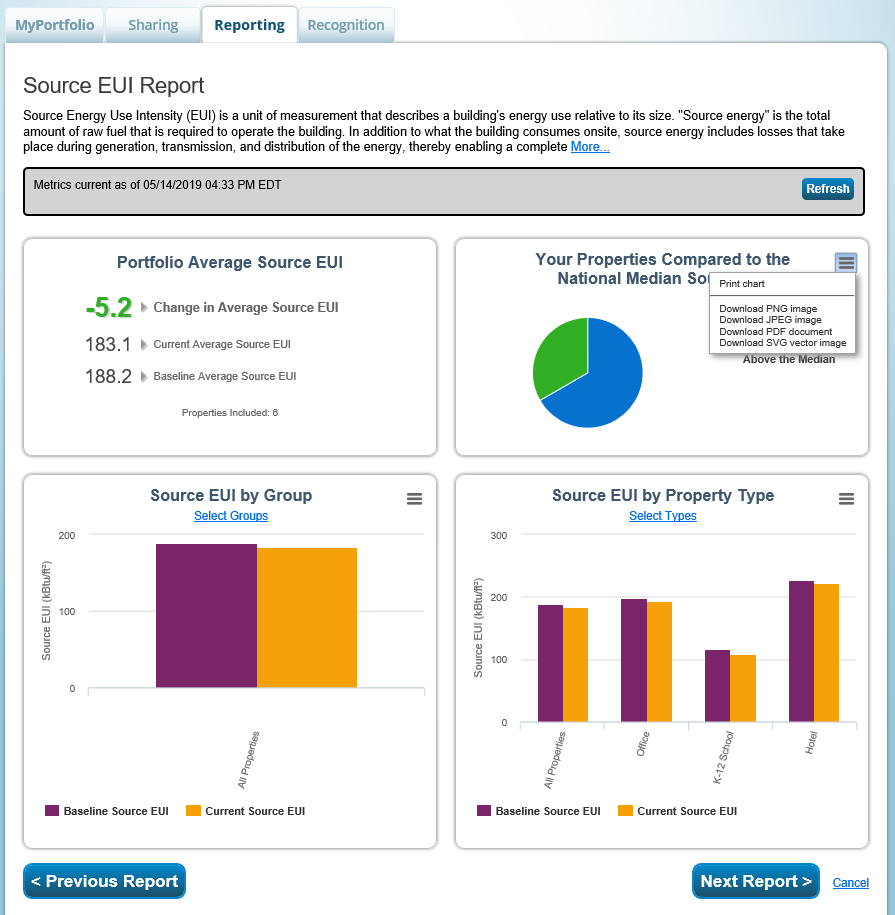 MyPortfolio
Sharing
Reporting
Recognition
Source EUI Report
Source Energy Use Intensity (EUI) is a unit of measurement that describes a building's energy use relative to its size. "Source energy" is the total
amount of raw fuel that is required to operate the building. In addition to what the building consumes onsite, source energy includes losses that take
place during generation, transmission, and distribution of the energy, thereby enabling a complete More...
Metrics current as of 05/14/2019 04:33 PM EDT
Refresh
Portfolio Average Source EUI
-5.2 Change in Average Source EUI
183.1 Current Average Source EUI
188.2 Baseline Average Source EUI
Properties Included: 6
Your Properties Compared to the
National Median
Print chart
Download PNG image
Download JPEG image
Download PDF document
Download SVG vector image
Above the Median
Source EUI by Group
Select Groups
Source EUI (kBtu/ft²)
200
100
0
All Properties
Baseline Source EUI
Current Source EUI
Source EUI by Property Type
Select Types
Source EUI (kBtu/ft²)
300
200
100
0
All Properties
Office
K-12 School
Hotel
Baseline Source EUI
Current Source EUI
< Previous Report
Next Report >
Cancel